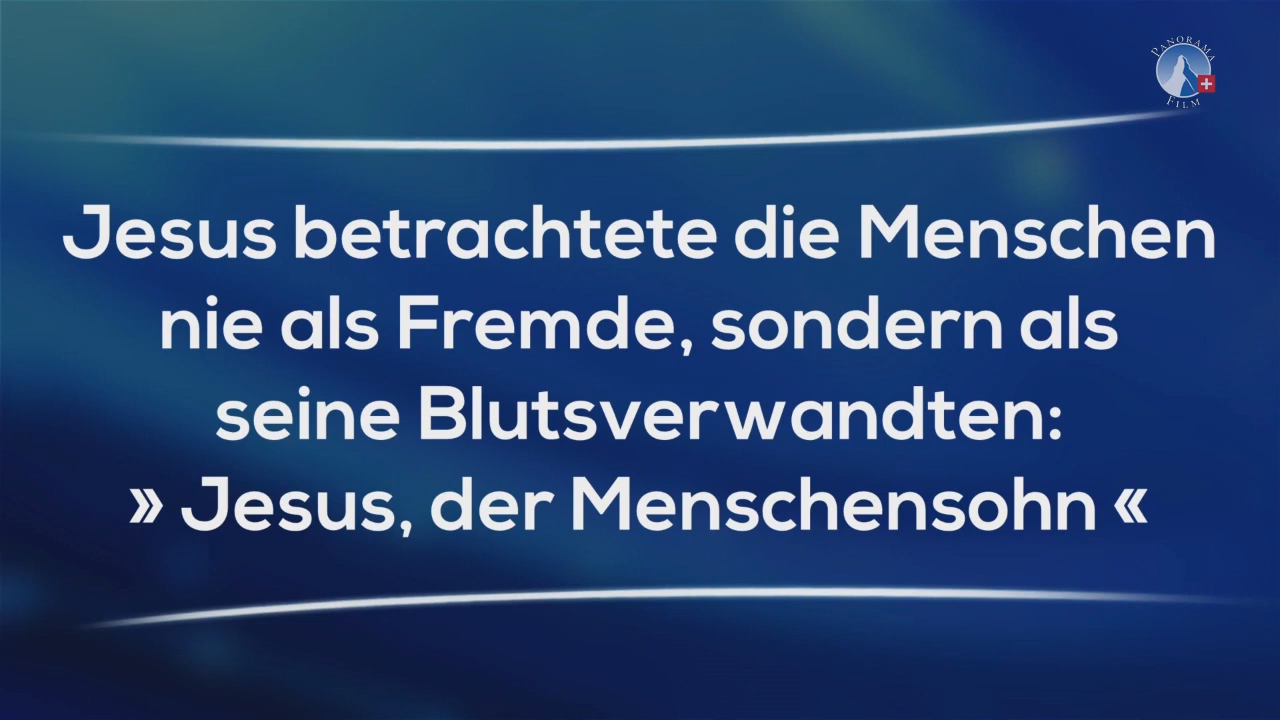 PANORAMA
FILM
Jesus betrachtete die Menschen
nie als Fremde, sondern als
seine Blutsverwandten:
» Jesus, der Menschensohn «